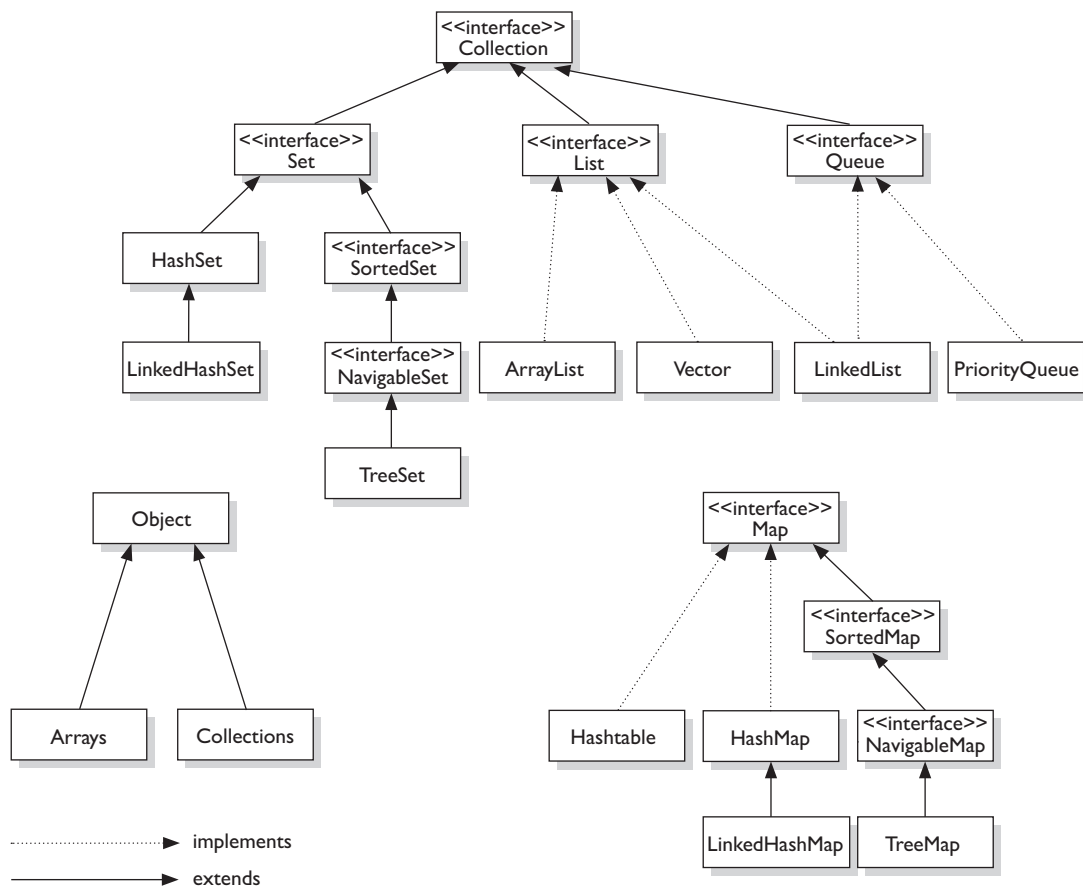 <<interface>>
Collection
<<interface>>
Set
<<interface>>
List
<<interface>>
Queue
HashSet
<<interface>>
SortedSet
LinkedHashSet
<<interface>>
NavigableSet
ArrayList
Vector
LinkedList
PriorityQueue
TreeSet
Object
<<interface>>
Map
<<interface>>
SortedMap
Arrays
Collections
Hashtable
HashMap
<<interface>>
NavigableMap
LinkedHashMap
TreeMap
implements
extends